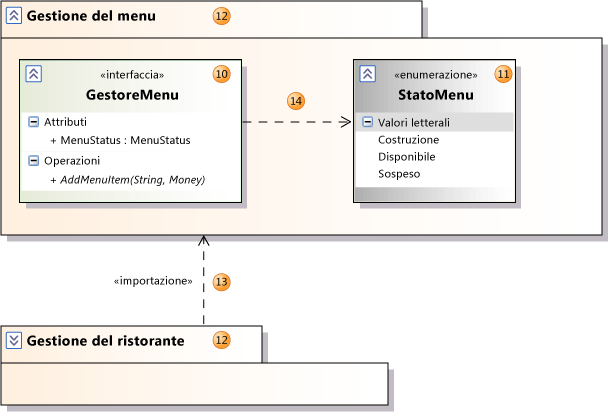 Gestione del menu 12
«interfaccia» 10
GestoreMenu
Attributi
+ MenuStatus : MenuStatus
Operazioni
+ AddMenuItem(String, Money)
14
«enumerazione» 11
StatoMenu
Valori letterali
Costruzione
Disponibile
Sospeso
«importazione» 13
Gestione del ristorante 12